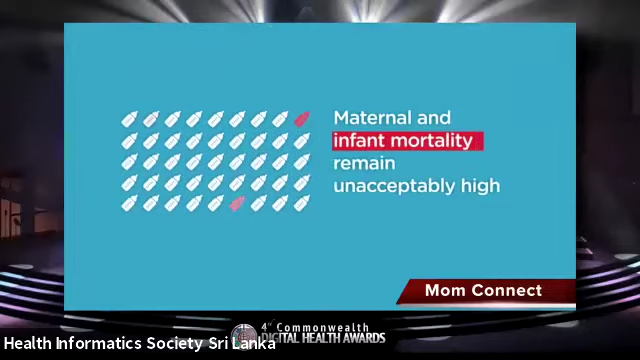 Maternal and
infant mortality
remain
unacceptably high
Mom Connect
4th Commonwealth
DIGITAL HEALTH AWARDS
Health Informatics Society Sri Lanka